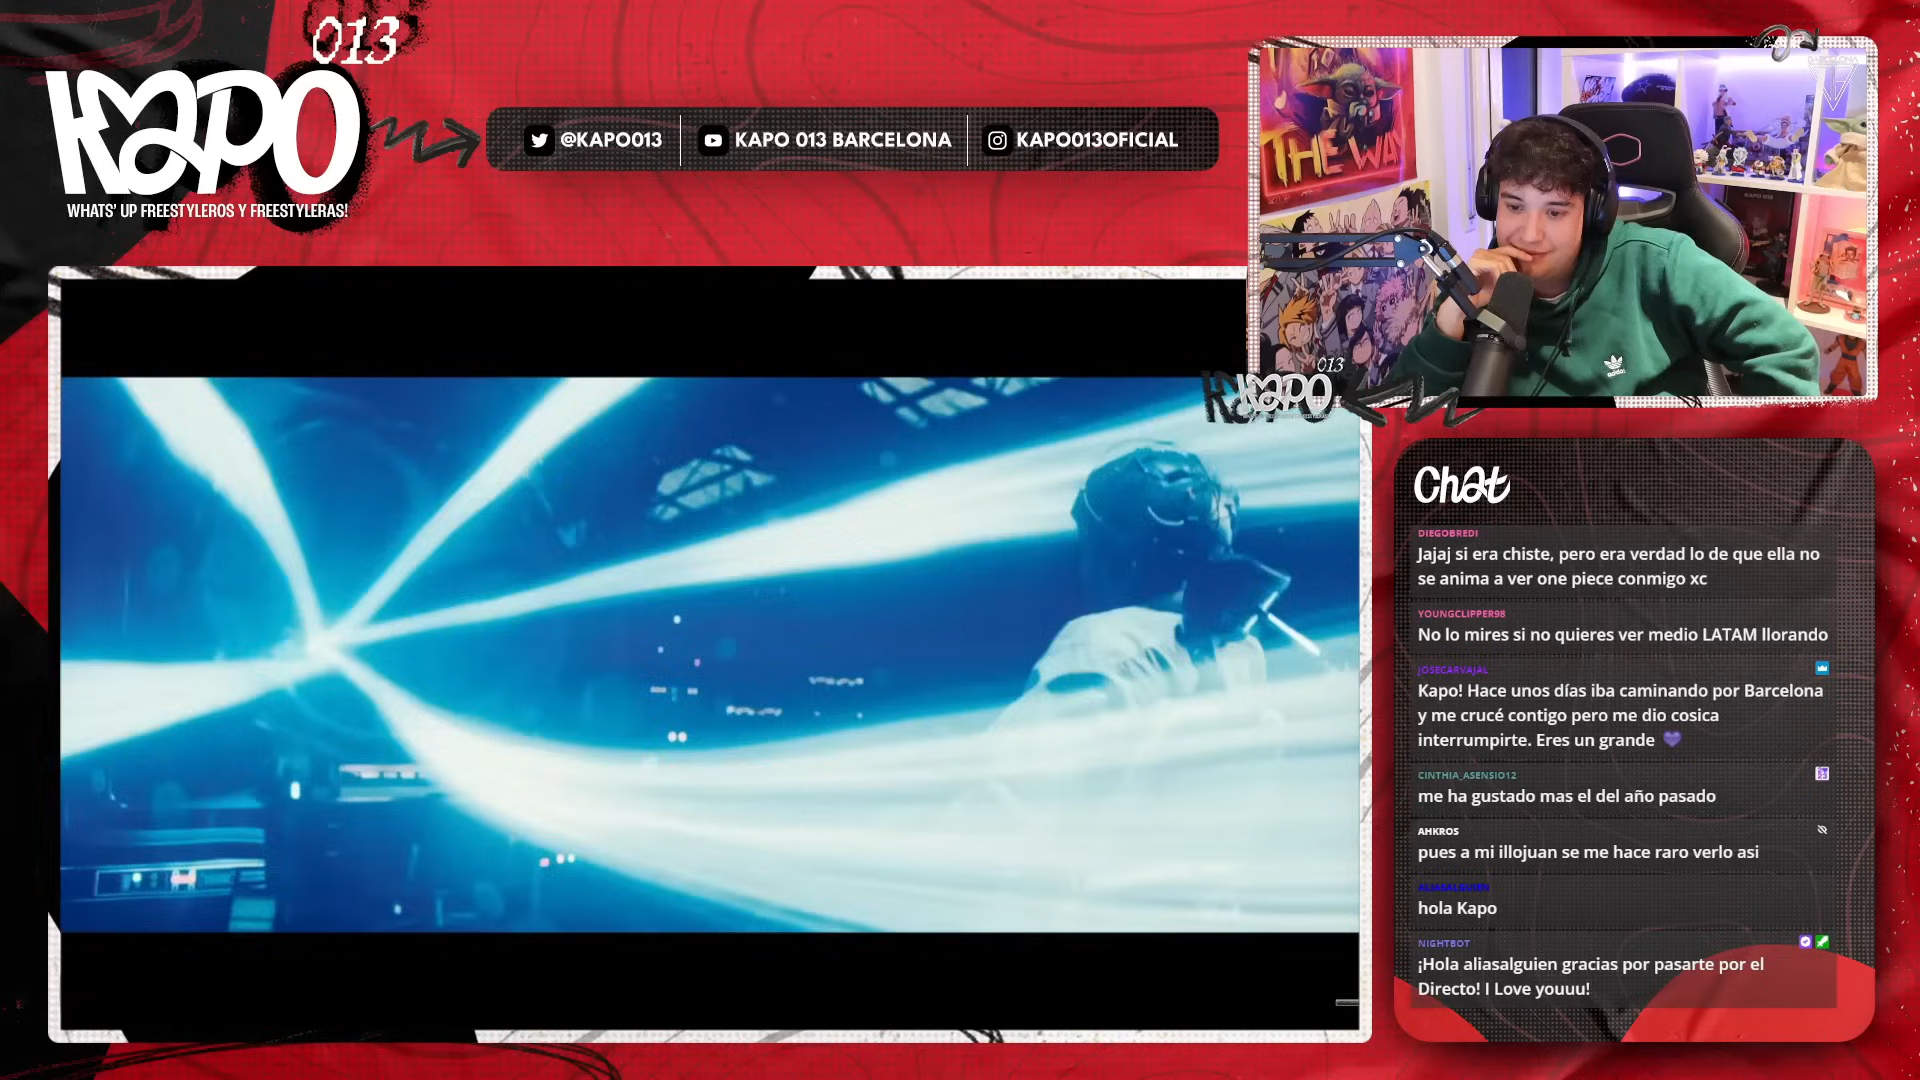 013
KAPO
WHATS' UP FREESTYLEROS Y FREESTYLERAS!
@KAPO013
KAPO 013 BARCELONA
KAPO013OFICIAL
THE WAY
013
KAPO
Chat
DIEGOBREDI
Jajaj si era chiste, pero era verdad lo de que ella no
se anima a ver one piece conmigo xc
YOUNGCLIPPER98
No lo mires si no quieres ver medio LATAM llorando
JOSECARVAJAL
Kapo! Hace unos días iba caminando por Barcelona
y me crucé contigo pero me dio cosica
interrumpirte. Eres un grande 💜
CINTHIA_ASENSIO12
me ha gustado mas el del año pasado
AHKROS
pues a mi illojuan se me hace raro verlo asi
ALIASALGUIEN
hola Kapo
NIGHTBOT
¡Hola aliasalguien gracias por pasarte por el
Directo! I Love youuu!